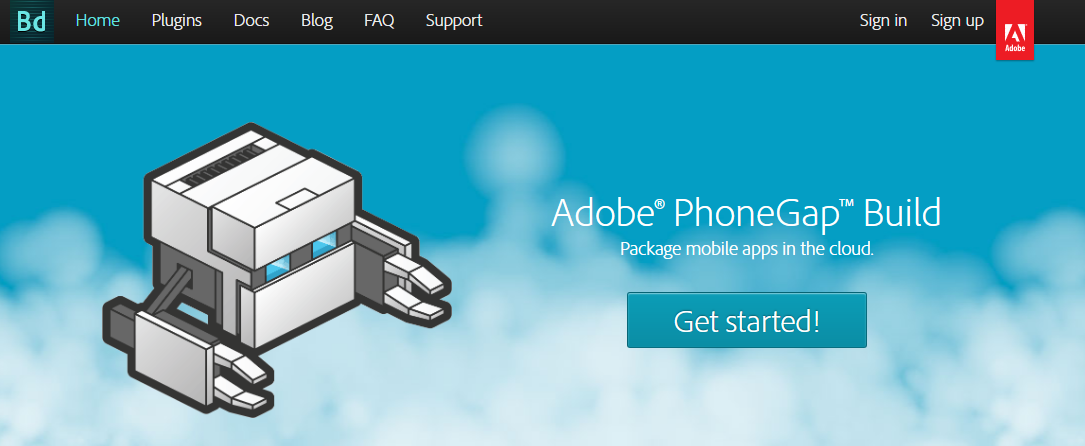 Bd Home Plugins Docs Blog FAQ Support Sign in Sign up
Adobe
Adobe® PhoneGap™ Build
Package mobile apps in the cloud.
Get started!